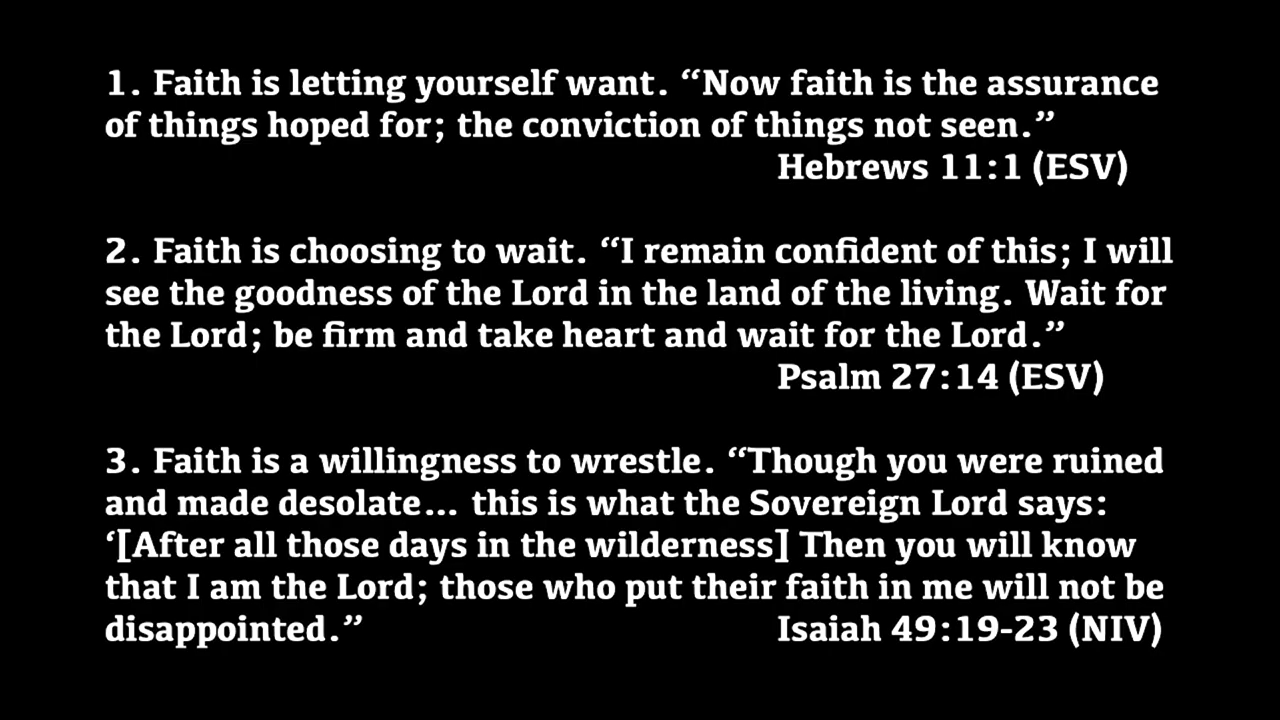 1. Faith is letting yourself want. “Now faith is the assurance
of things hoped for; the conviction of things not seen.”
Hebrews 11:1 (ESV)
2. Faith is choosing to wait. “I remain confident of this; I will
see the goodness of the Lord in the land of the living. Wait for
the Lord; be firm and take heart and wait for the Lord.”
Psalm 27:14 (ESV)
3. Faith is a willingness to wrestle. “Though you were ruined
and made desolate... this is what the Sovereign Lord says:
‘[After all those days in the wilderness] Then you will know
that I am the Lord; those who put their faith in me will not be
disappointed.” Isaiah 49:19-23 (NIV)